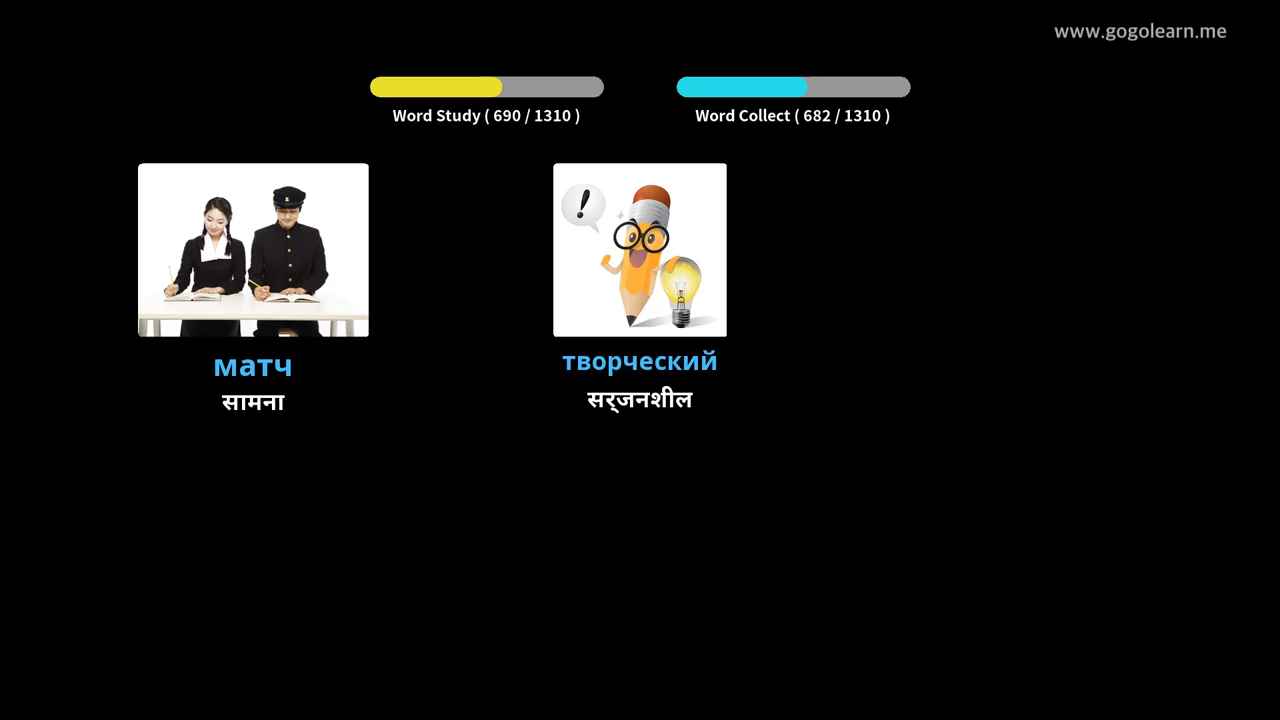 www.gogolearn.me
Word Study ( 690 / 1310 )
Word Collect ( 682 / 1310 )
матч
सामना
творческий
सर्‍जनशील